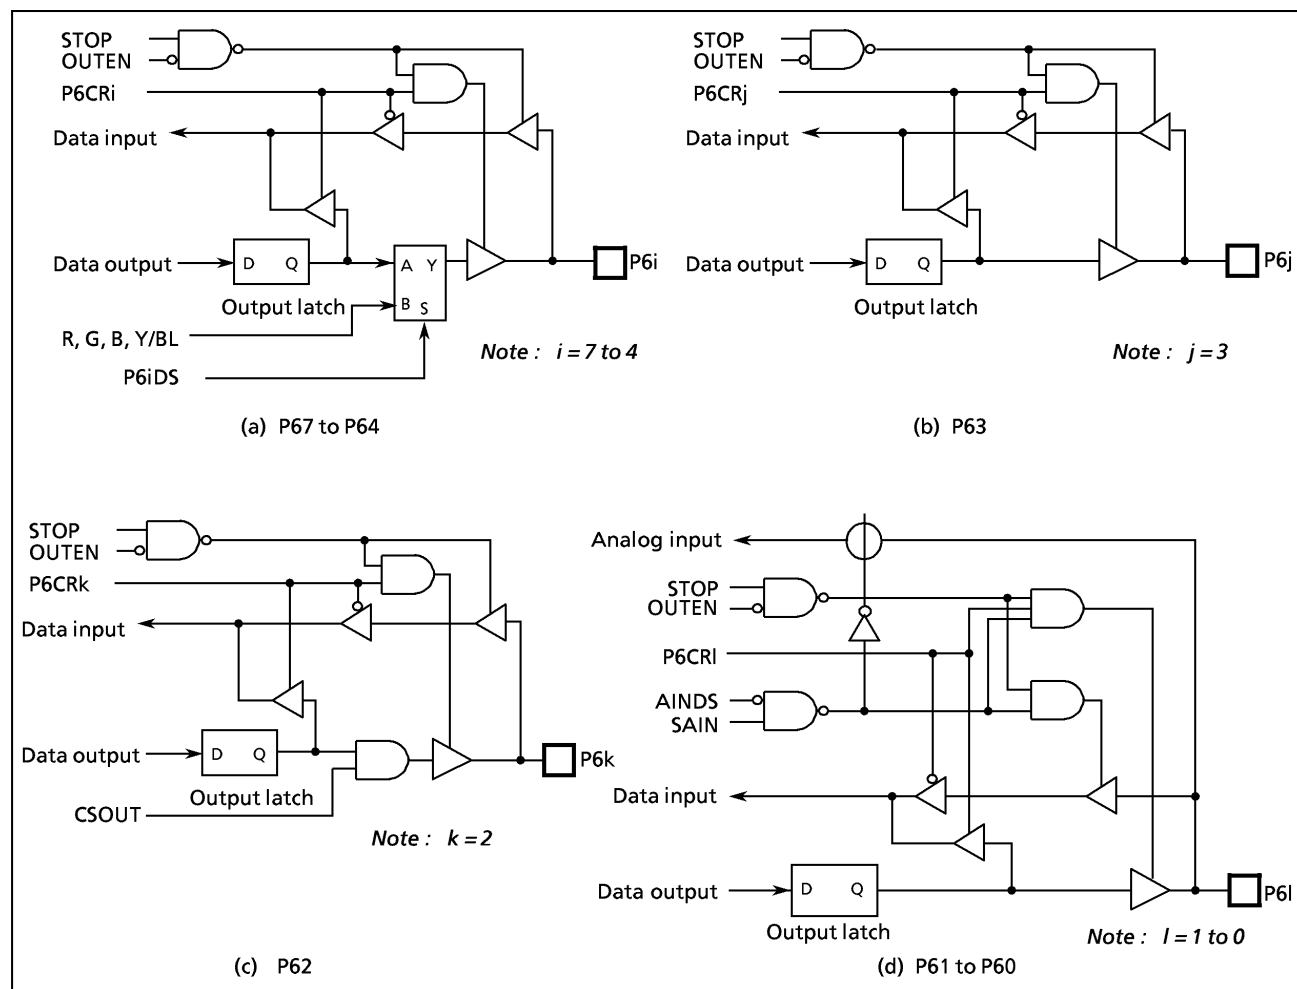 STOP
OUTEN
P6CRi
Data input
Data output
D Q
Output latch
A Y
B S
P6i
R, G, B, Y/BL
P6iDS
Note : i = 7 to 4
(a) P67 to P64
STOP
OUTEN
P6CRj
Data input
Data output
D Q
Output latch
P6j
Note : j = 3
(b) P63
STOP
OUTEN
P6CRk
Data input
Data output
D Q
Output latch
P6k
CSOUT
Note : k = 2
(c) P62
Analog input
STOP
OUTEN
P6CRl
AINDS
SAIN
Data input
Data output
D Q
Output latch
P6l
Note : l = 1 to 0
(d) P61 to P60